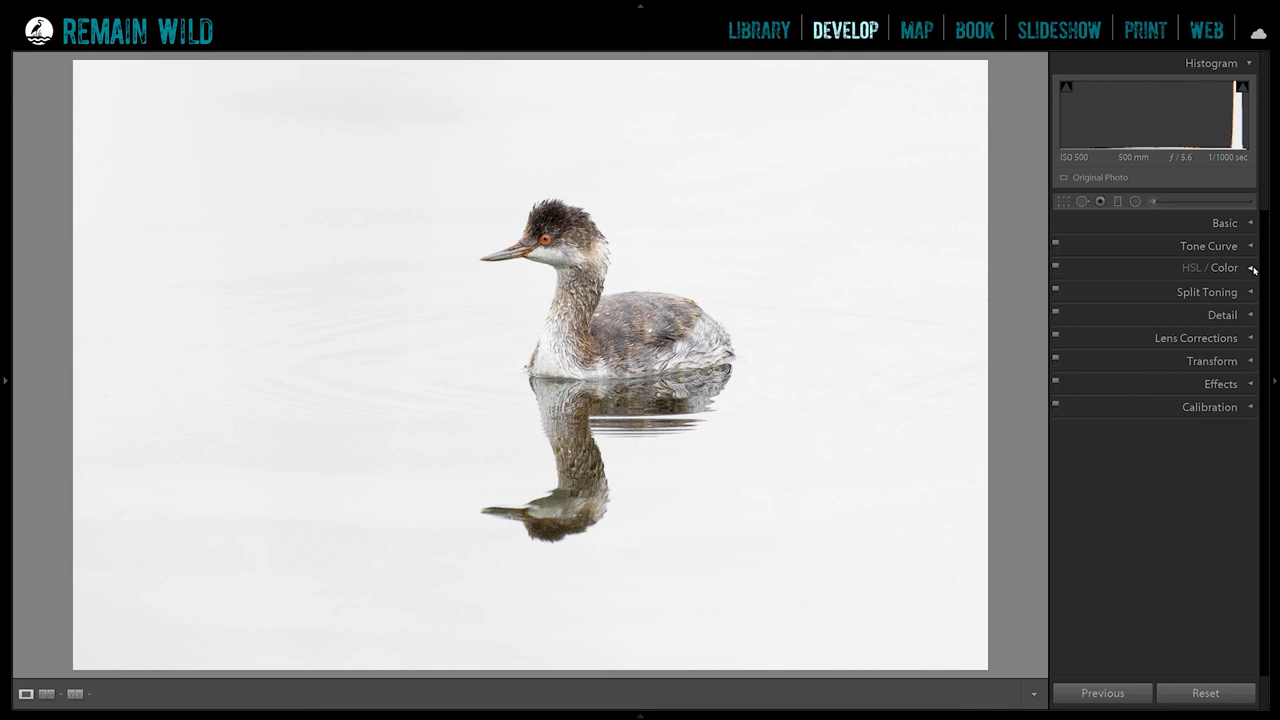 REMAIN WILD
LIBRARY DEVELOP MAP BOOK SLIDESHOW PRINT WEB
Histogram
ISO 500 500 mm ƒ / 5.6 1/1000 sec
Original Photo
Basic
Tone Curve
HSL / Color
Split Toning
Detail
Lens Corrections
Transform
Effects
Calibration
Previous Reset